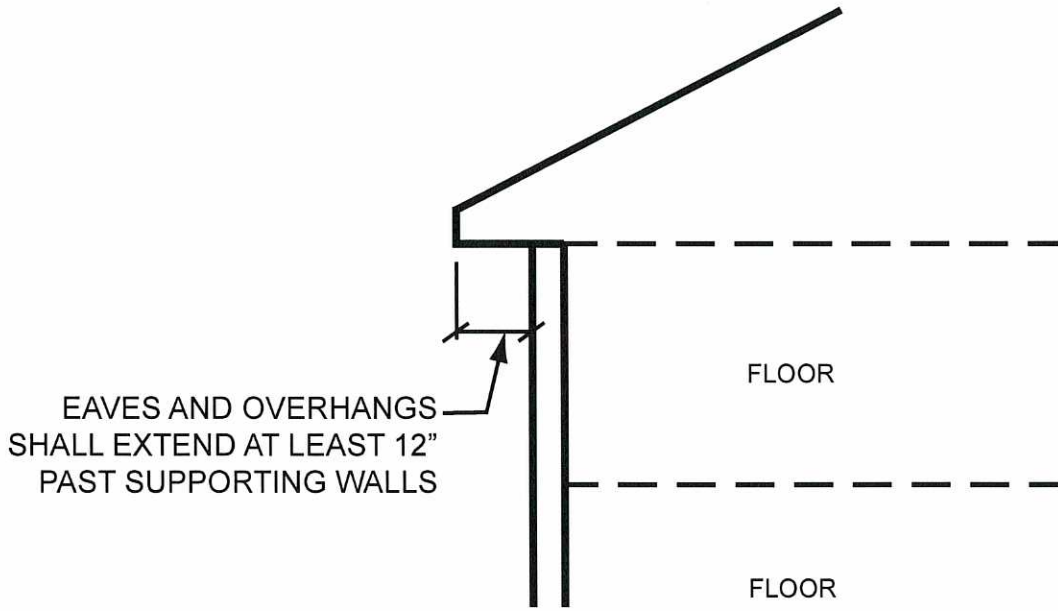 FLOOR
EAVES AND OVERHANGS
SHALL EXTEND AT LEAST 12”
PAST SUPPORTING WALLS
FLOOR